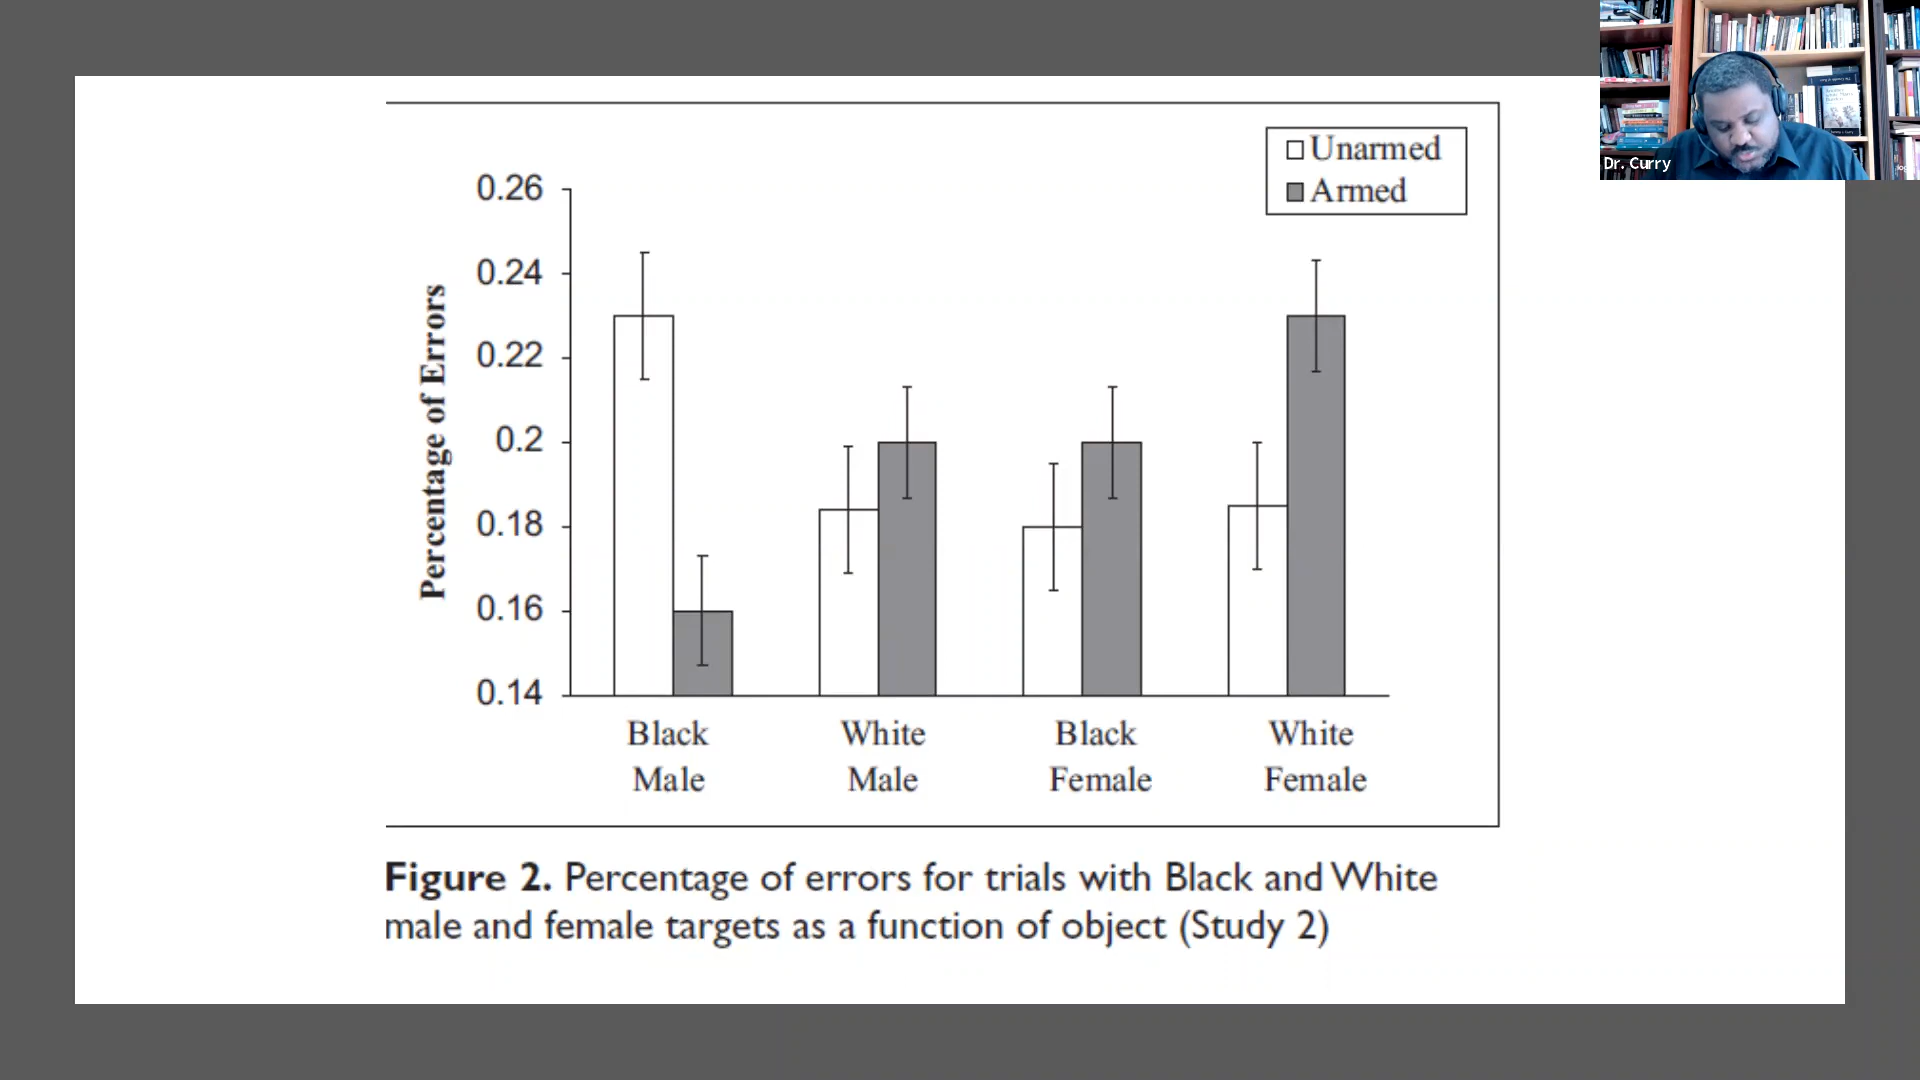 Unarmed
Armed
0.26
0.24
0.22
0.2
0.18
0.16
0.14
Percentage of Errors
Black
Male
White
Male
Black
Female
White
Female
Figure 2. Percentage of errors for trials with Black and White
male and female targets as a function of object (Study 2)
Dr. Curry